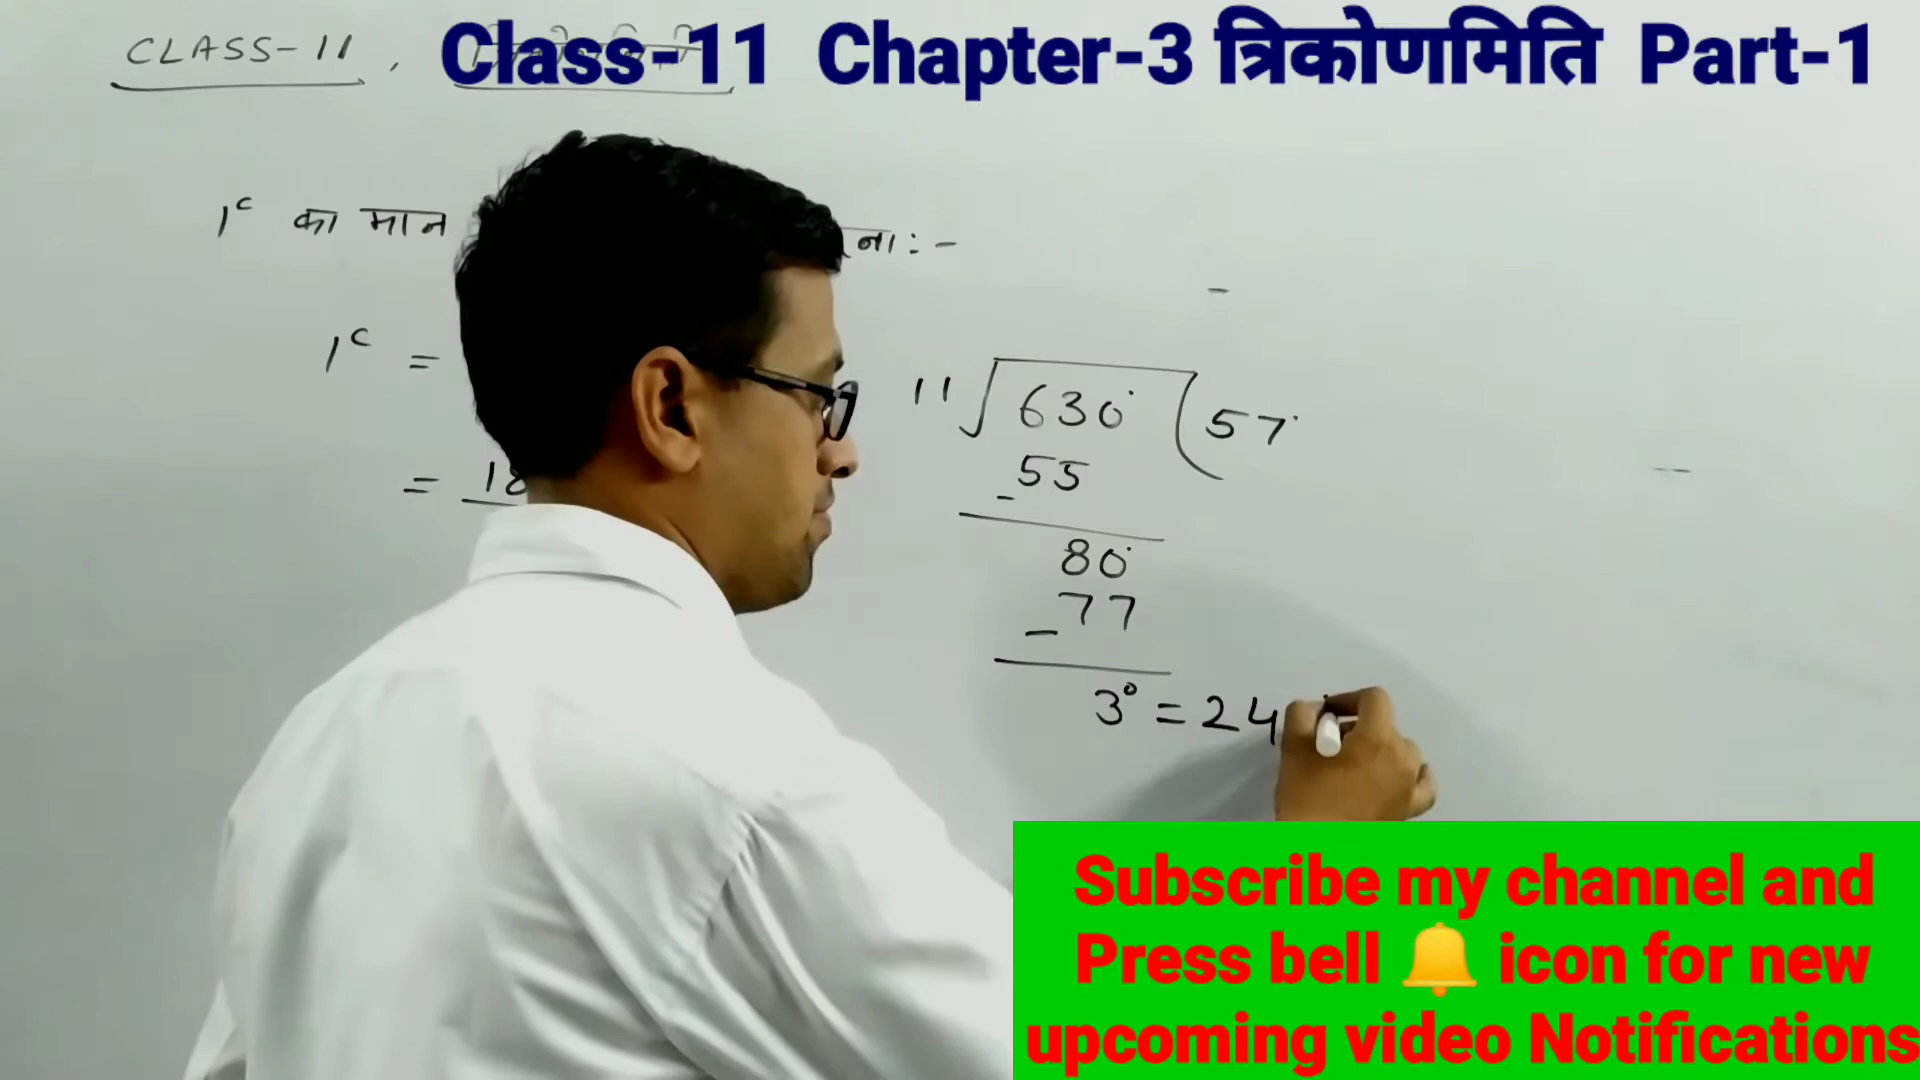 CLASS-11 ,
Class-11 Chapter-3 त्रिकोणमिति Part-1
1ᶜ का मान ना :-
1ᶜ =
= 18
11 630° 57°
- 55
80°
- 77
3° = 24
Subscribe my channel and
Press bell 🔔 icon for new
upcoming video Notifications